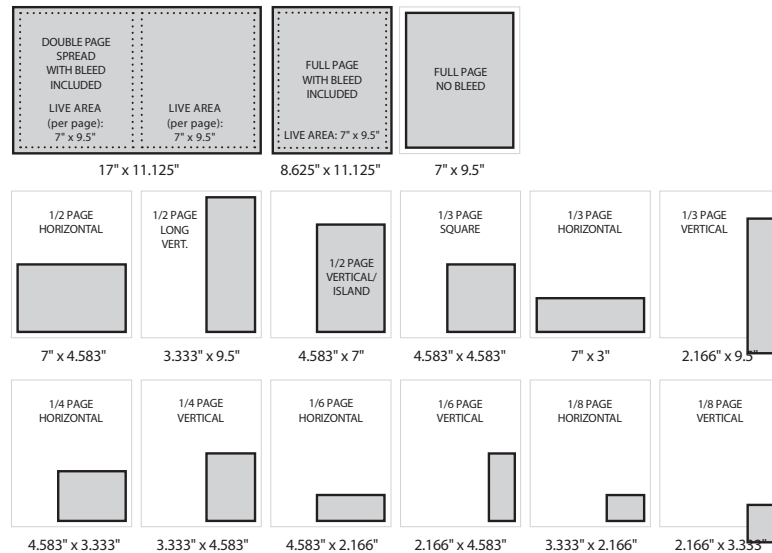 DOUBLE PAGE
SPREAD
WITH BLEED
INCLUDED
LIVE AREA
(per page):
7" x 9.5"
LIVE AREA
(per page):
7" x 9.5"
17" x 11.125"
FULL PAGE
WITH BLEED
INCLUDED
LIVE AREA: 7" x 9.5"
8.625" x 11.125"
FULL PAGE
NO BLEED
7" x 9.5"
1/2 PAGE
HORIZONTAL
7" x 4.583"
1/2 PAGE
LONG
VERT.
3.333" x 9.5"
1/2 PAGE
VERTICAL/
ISLAND
4.583" x 7"
1/3 PAGE
SQUARE
4.583" x 4.583"
1/3 PAGE
HORIZONTAL
7" x 3"
1/3 PAGE
VERTICAL
2.166" x 9.5"
1/4 PAGE
HORIZONTAL
4.583" x 3.333"
1/4 PAGE
VERTICAL
3.333" x 4.583"
1/6 PAGE
HORIZONTAL
4.583" x 2.166"
1/6 PAGE
VERTICAL
2.166" x 4.583"
1/8 PAGE
HORIZONTAL
3.333" x 2.166"
1/8 PAGE
VERTICAL
2.166" x 3.333"